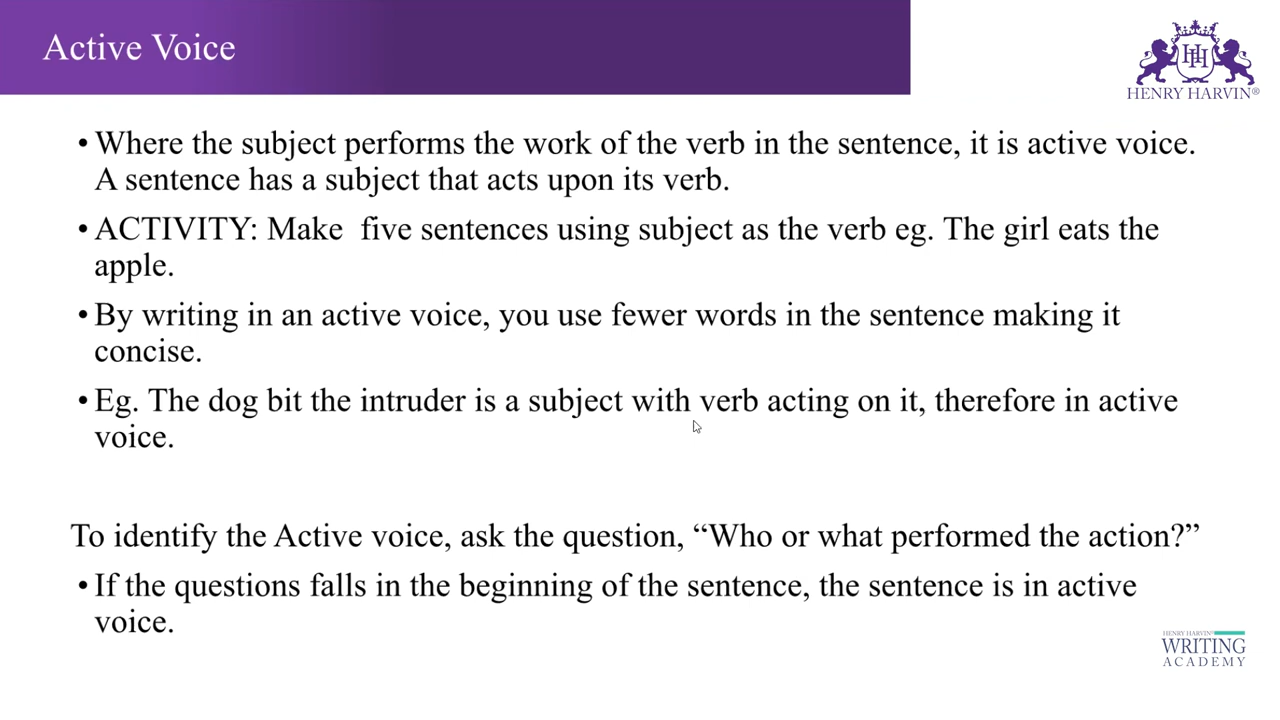 Active Voice
HENRY HARVIN®
• Where the subject performs the work of the verb in the sentence, it is active voice.
A sentence has a subject that acts upon its verb.
• ACTIVITY: Make  five sentences using subject as the verb eg. The girl eats the
apple.
• By writing in an active voice, you use fewer words in the sentence making it
concise.
• Eg. The dog bit the intruder is a subject with verb acting on it, therefore in active
voice.
To identify the Active voice, ask the question, “Who or what performed the action?”
• If the questions falls in the beginning of the sentence, the sentence is in active
voice.
HENRY HARVIN®
WRITING
ACADEMY